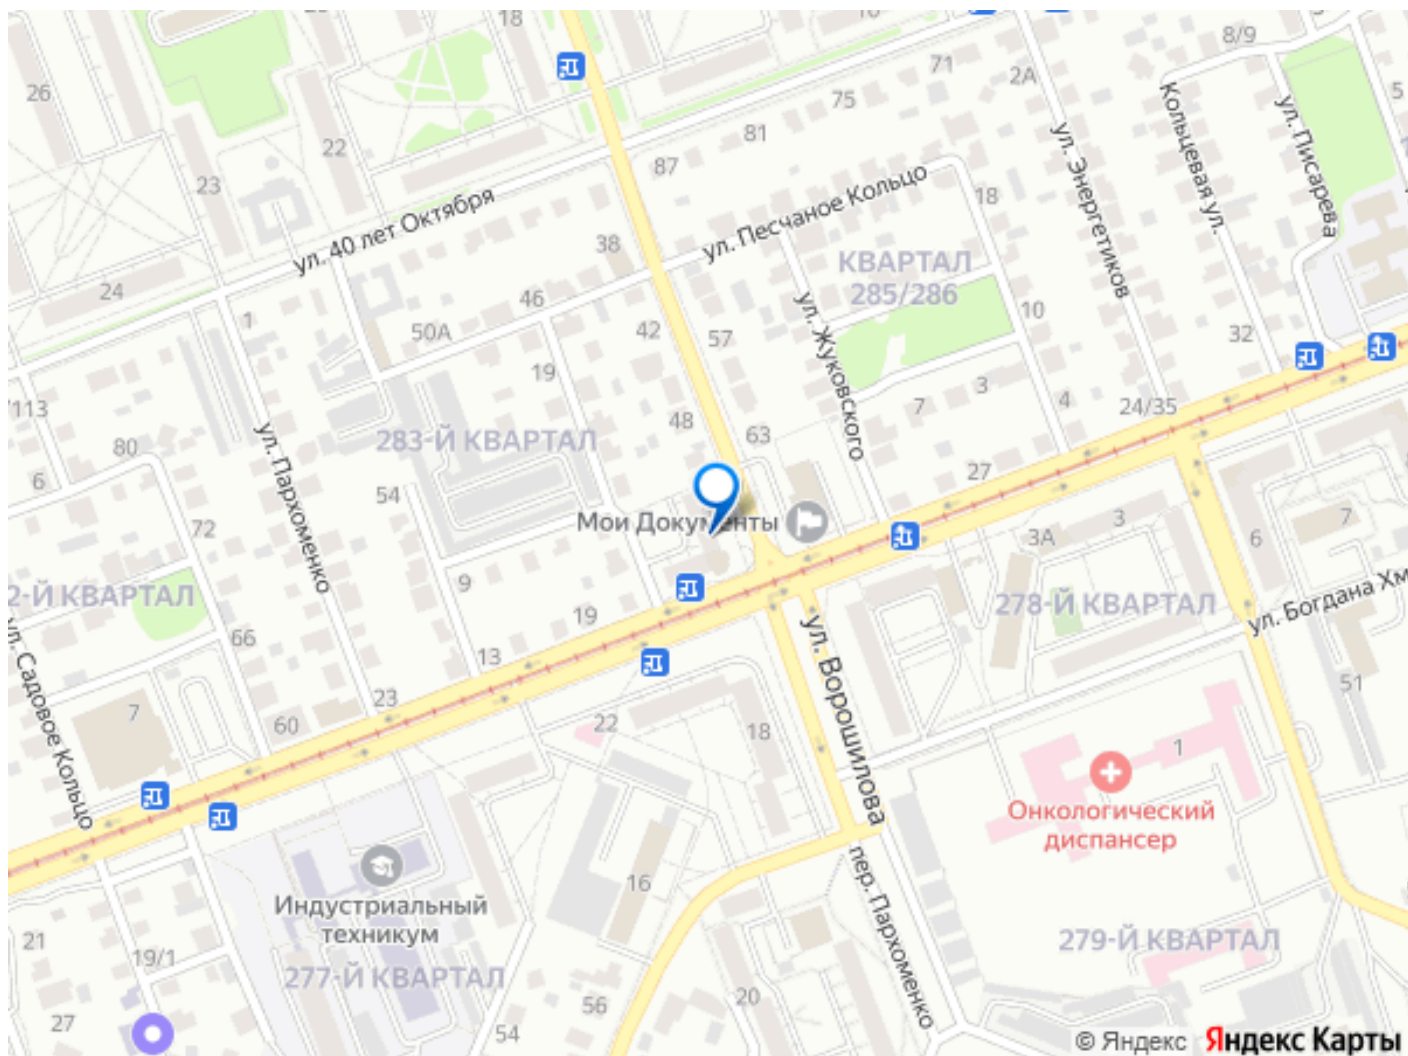 18
8/9
26
71
2А
75
5
81
22
87
Кольцевая ул.
ул. Писарева
ул. Энергетиков
23
ул. 40 лет Октября
ул. Песчаное Кольцо
18
38
КВАРТАЛ
285/286
24
46
10
1
50А
42
57
ул. Жуковского
32
19
3
/113
7
4
24/35
48
63
80
283-Й КВАРТАЛ
ул. Пархоменко
6
54
27
72
Мои Документы
3
3А
7
6
9
2-Й КВАРТАЛ
19
278-Й КВАРТАЛ
ул. Богдана Хм
66
13
ул. Садовое Кольцо
ул. Ворошилова
7
60
23
22
18
51
1
Онкологический
диспансер
пер. Пархоменко
16
Индустриальный
техникум
21
19/1
277-Й КВАРТАЛ
279-Й КВАРТАЛ
27
56
20
54
© Яндекс Яндекс Карты